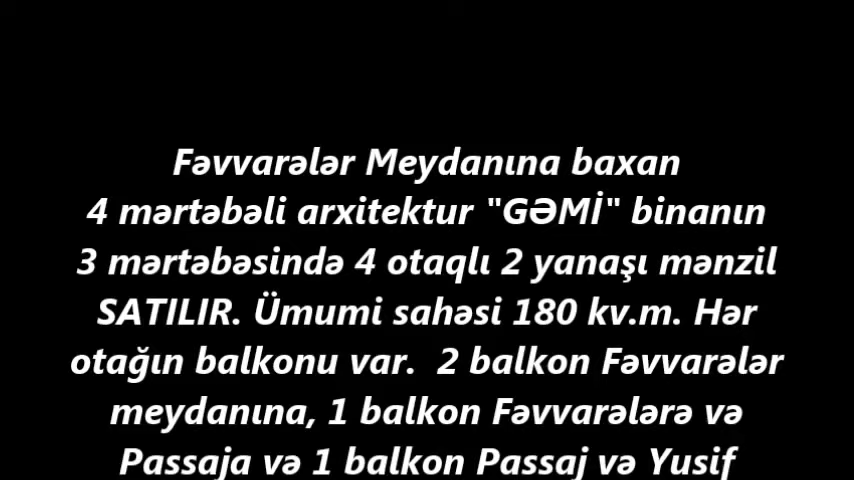 Fəvvarələr Meydanına baxan
4 mərtəbəli arxitektur "GƏMİ" binanın
3 mərtəbəsində 4 otaqlı 2 yanaşı mənzil
SATILIR. Ümumi sahəsi 180 kv.m. Hər
otağın balkonu var.  2 balkon Fəvvarələr
meydanına, 1 balkon Fəvvarələrə və
Passaja və 1 balkon Passaj və Yusif